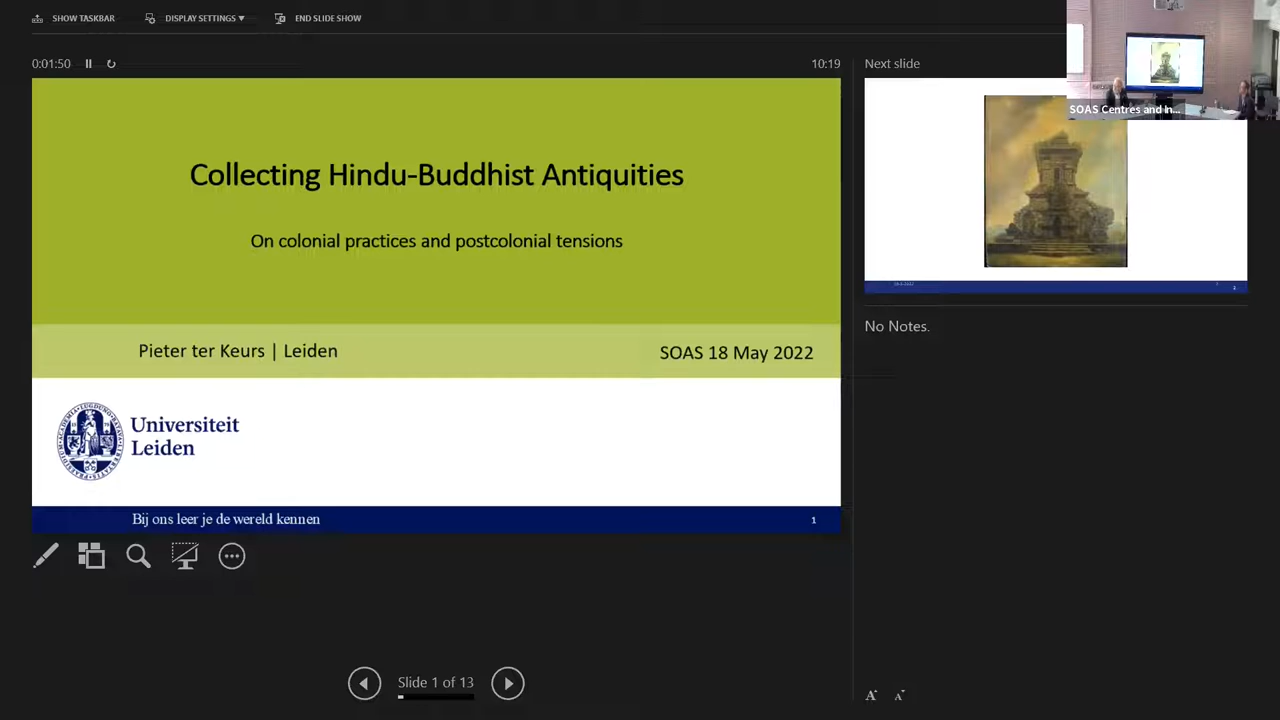 SHOW TASKBAR
DISPLAY SETTINGS ▼
END SLIDE SHOW
0:01:50
10:19
Next slide
SOAS Centres and In...
Collecting Hindu-Buddhist Antiquities
On colonial practices and postcolonial tensions
Pieter ter Keurs | Leiden
SOAS 18 May 2022
No Notes.
Universiteit
Leiden
Bij ons leer je de wereld kennen
1
2
Slide 1 of 13
A
A